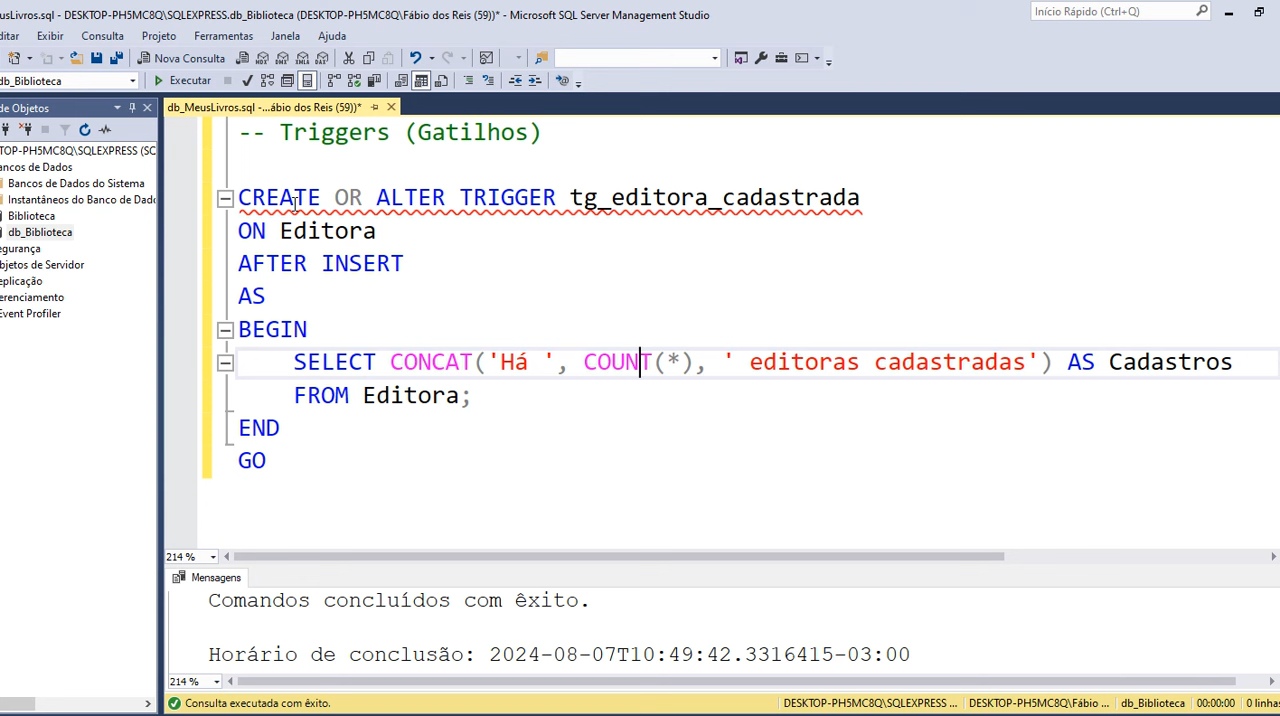 eusLivros.sql - DESKTOP-PH5MC8Q\SQLEXPRESS.db_Biblioteca (DESKTOP-PH5MC8Q\Fábio dos Reis (59))* - Microsoft SQL Server Management Studio
Início Rápido (Ctrl+Q)
ditar Exibir Consulta Projeto Ferramentas Janela Ajuda
Nova Consulta
db_Biblioteca
Executar
de Objetos
db_MeusLivros.sql -...ábio dos Reis (59))*
-- Triggers (Gatilhos)
TOP-PH5MC8Q\SQLEXPRESS (SC
ancos de Dados
Bancos de Dados do Sistema
Instantâneos do Banco de Dado
Biblioteca
db_Biblioteca
egurança
bjetos de Servidor
eplicação
erenciamento
Event Profiler
CREATE OR ALTER TRIGGER tg_editora_cadastrada
ON Editora
AFTER INSERT
AS
BEGIN
SELECT CONCAT('Há ', COUNT(*), ' editoras cadastradas') AS Cadastros
FROM Editora;
END
GO
214 %
Mensagens
Comandos concluídos com êxito.
Horário de conclusão: 2024-08-07T10:49:42.3316415-03:00
214 %
Consulta executada com êxito.
DESKTOP-PH5MC8Q\SQLEXPRESS ... DESKTOP-PH5MC8Q\Fábio ... db_Biblioteca 00:00:00 0 linha